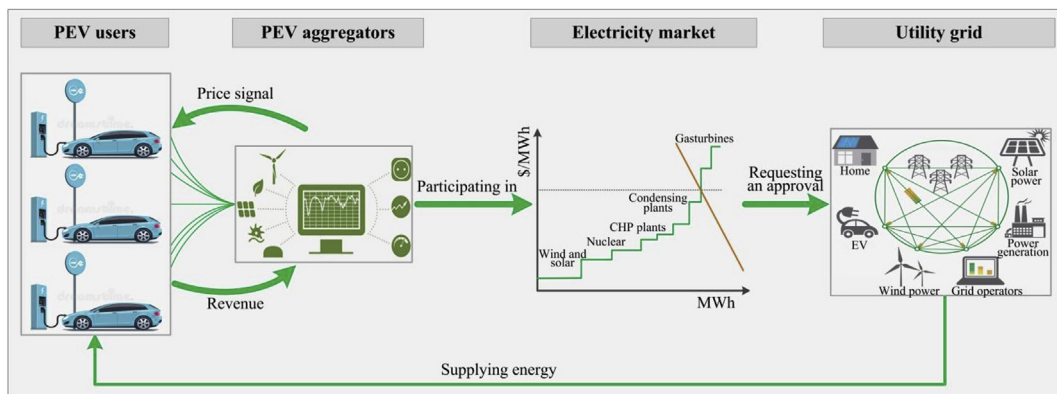 PEV users
PEV aggregators
Electricity market
Utility grid
Price signal
Revenue
Participating in
$/MWh
Gasturbines
Condensing
plants
CHP plants
Nuclear
Wind and
solar
MWh
Requesting
an approval
Home
Solar
power
EV
Power
generation
Wind power
Grid operators
Supplying energy